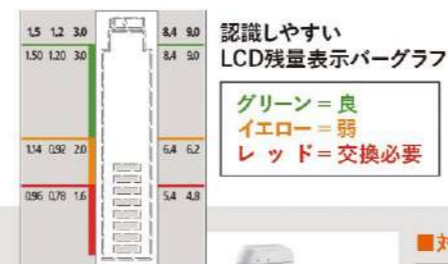 1.5 1.2 3.0 8.4 9.0
1.50 1.20 3.0 8.4 9.0
1.14 0.92 2.0 6.4 6.2
0.96 0.78 1.6 5.4 4.8
認識しやすい
LCD残量表示バーグラフ
グリーン = 良
イエロー = 弱
レッド = 交換必要